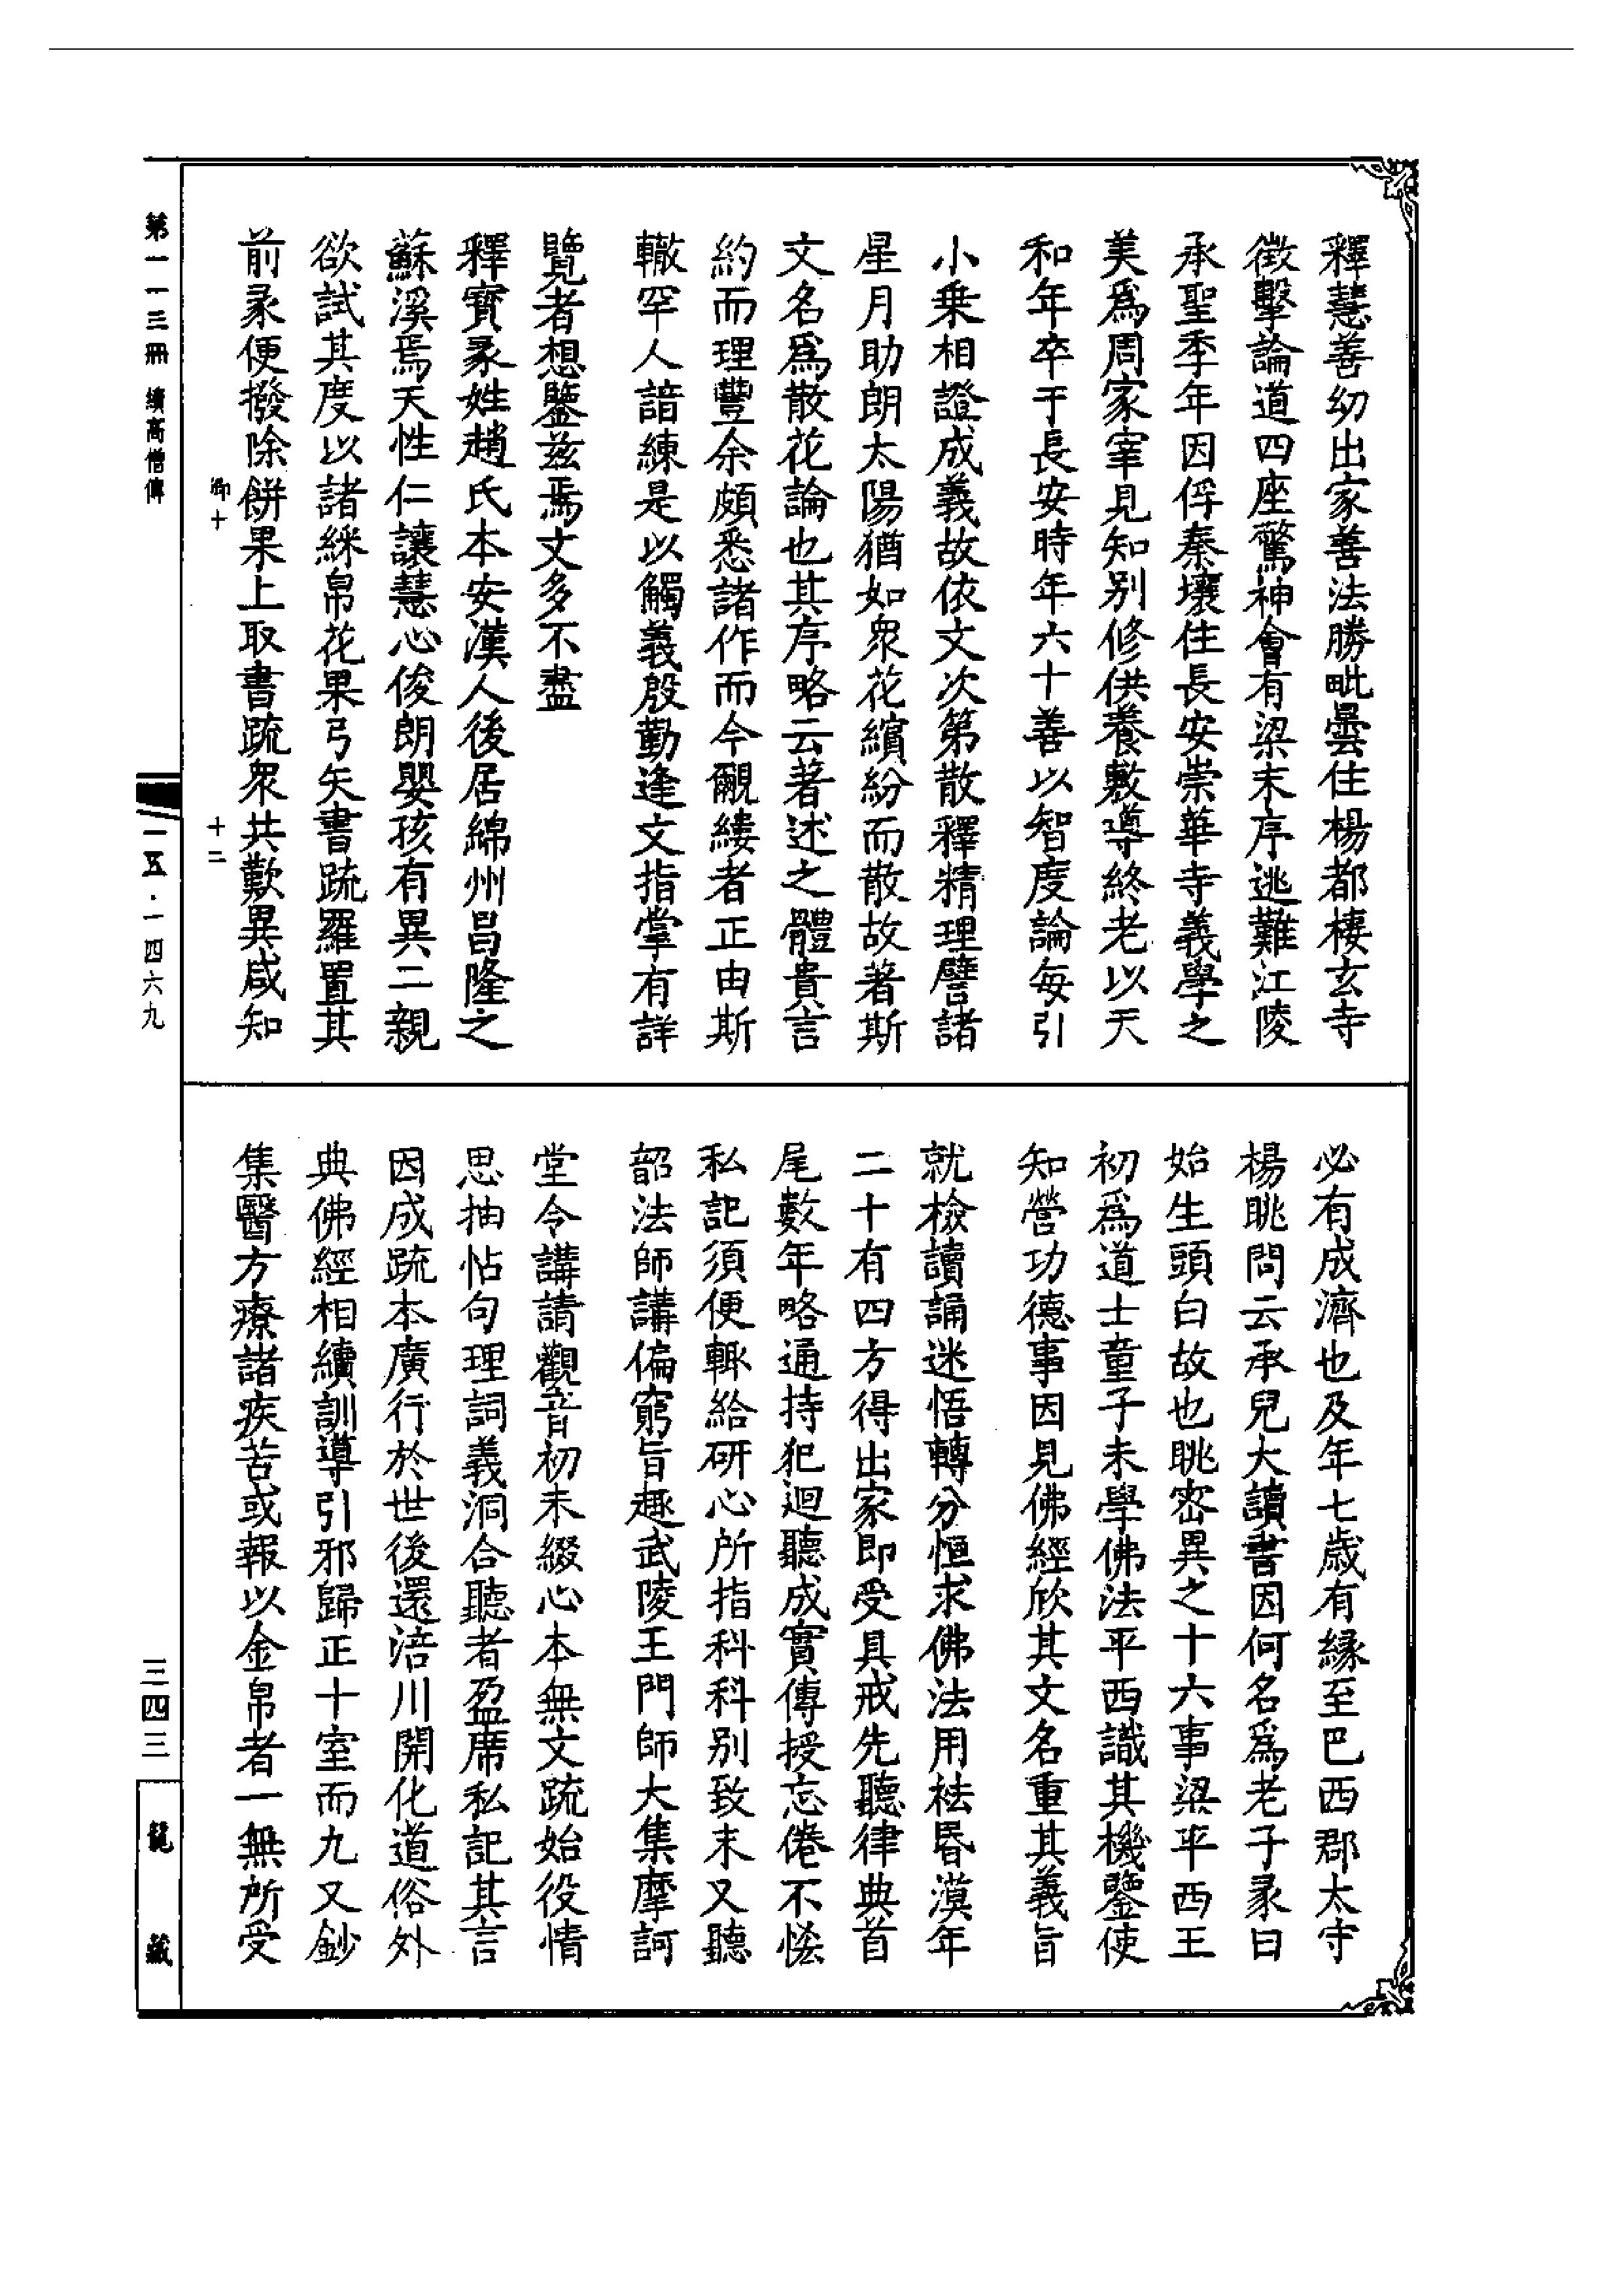 釋慧善幼出家善法勝毗曇住楊都棲玄寺
徵擊論道四座驚神會有梁末序逃難江陵
承聖季年因俘秦壤住長安崇華寺義學之
美爲周冢宰見知别修供養敷導終老以天
和年卒于長安時年六十善以智度論每引
小乗相證成義故依文次第散釋精理譬諸
星月助朗太陽猶如衆花繽紛而散故著斯
文名爲散花論也其序略云著述之體貴言
約而理豐余頗悉諸作而今覼縷者正由斯
轍罕人諳練是以觸義殷勤逢文指掌有詳
覽者想鑒茲焉文多不盡
釋寳彖姓趙氏本安漢人後居綿州昌隆之
蘇溪焉天性仁讓慧心俊朗嬰孩有異二親
欲試其度以諸綵帛花果弓矢書疏羅置其
前彖便撥除餅果上取書疏衆共歎異咸知
必有成濟也及年七歲有縁至巴西郡太守
楊眺問云承兒大讀書因何名爲老子彖曰
始生頭白故也眺密異之十六事梁平西王
初爲道士童子未學佛法平西識其機鑒使
知營功德事因見佛經欣其文名重其義旨
就檢讀誦迷悟轉分恒求佛法用祛昬漠年
二十有四方得出家即受具戒先聽律典首
尾數年略通持犯迴聽成實傳授忘倦不恡
私記須便輙給研心所指科科别致末又聽
韶法師講偏窮旨趣武陵王門師大集摩訶
堂令講請觀音初未綴心本無文疏始役情
思抽帖句理詞義洞合聽者盈席私記其言
因成疏本廣行於世後還涪川開化道俗外
典佛經相續訓導引邪歸正十室而九又鈔
集醫方療諸疾苦或報以金帛者一無所受
卿十
十二
第一一三冊 續高僧傳
一五·一四六九
三四三
龍藏